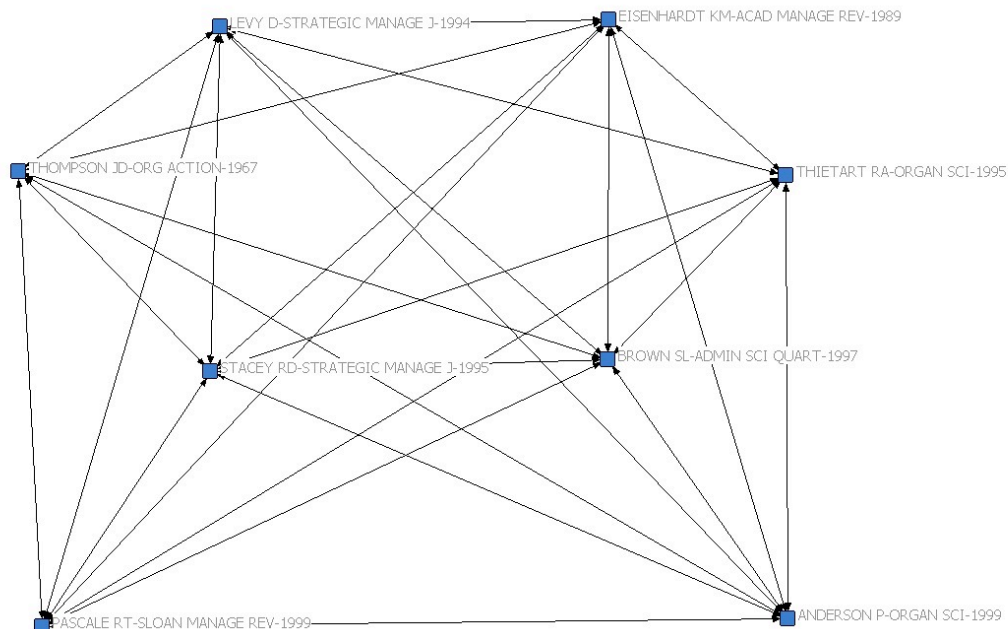 LEVY D-STRATEGIC MANAGE J-1994
EISENHARDT KM-ACAD MANAGE REV-1989
THOMPSON JD-ORG ACTION-1967
THIETART RA-ORGAN SCI-1995
STACEY RD-STRATEGIC MANAGE J-1995
BROWN SL-ADMIN SCI QUART-1997
PASCALE RT-SLOAN MANAGE REV-1999
ANDERSON P-ORGAN SCI-1999